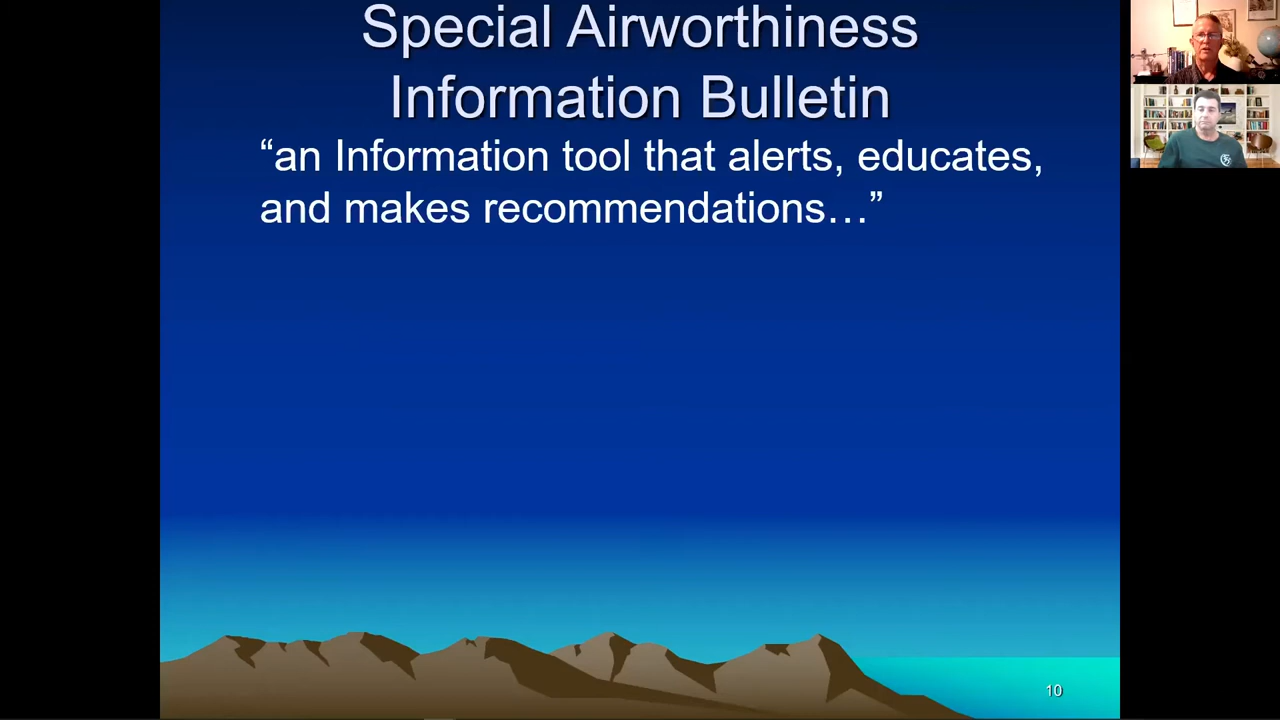 Special Airworthiness
Information Bulletin
“an Information tool that alerts, educates,
and makes recommendations…”
10